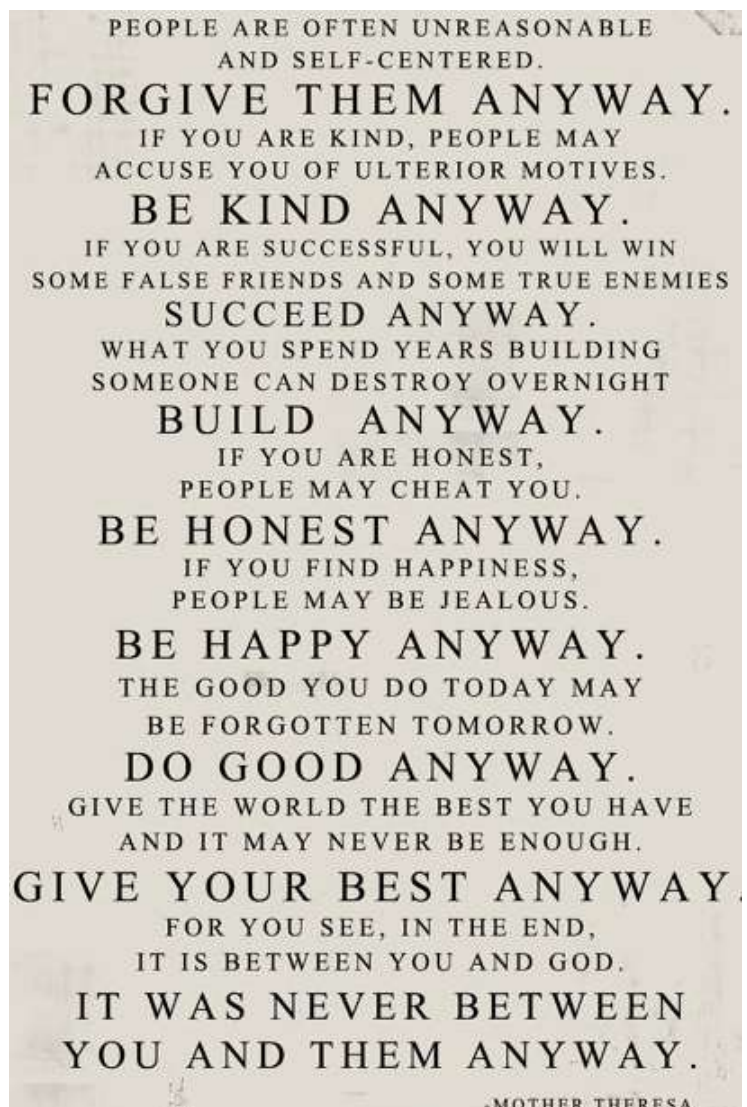 PEOPLE ARE OFTEN UNREASONABLE
AND SELF-CENTERED.
FORGIVE THEM ANYWAY.
IF YOU ARE KIND, PEOPLE MAY
ACCUSE YOU OF ULTERIOR MOTIVES.
BE KIND ANYWAY.
IF YOU ARE SUCCESSFUL, YOU WILL WIN
SOME FALSE FRIENDS AND SOME TRUE ENEMIES
SUCCEED ANYWAY.
WHAT YOU SPEND YEARS BUILDING
SOMEONE CAN DESTROY OVERNIGHT
BUILD ANYWAY.
IF YOU ARE HONEST,
PEOPLE MAY CHEAT YOU.
BE HONEST ANYWAY.
IF YOU FIND HAPPINESS,
PEOPLE MAY BE JEALOUS.
BE HAPPY ANYWAY.
THE GOOD YOU DO TODAY MAY
BE FORGOTTEN TOMORROW.
DO GOOD ANYWAY.
GIVE THE WORLD THE BEST YOU HAVE
AND IT MAY NEVER BE ENOUGH.
GIVE YOUR BEST ANYWAY.
FOR YOU SEE, IN THE END,
IT IS BETWEEN YOU AND GOD.
IT WAS NEVER BETWEEN
YOU AND THEM ANYWAY.
-MOTHER THERESA